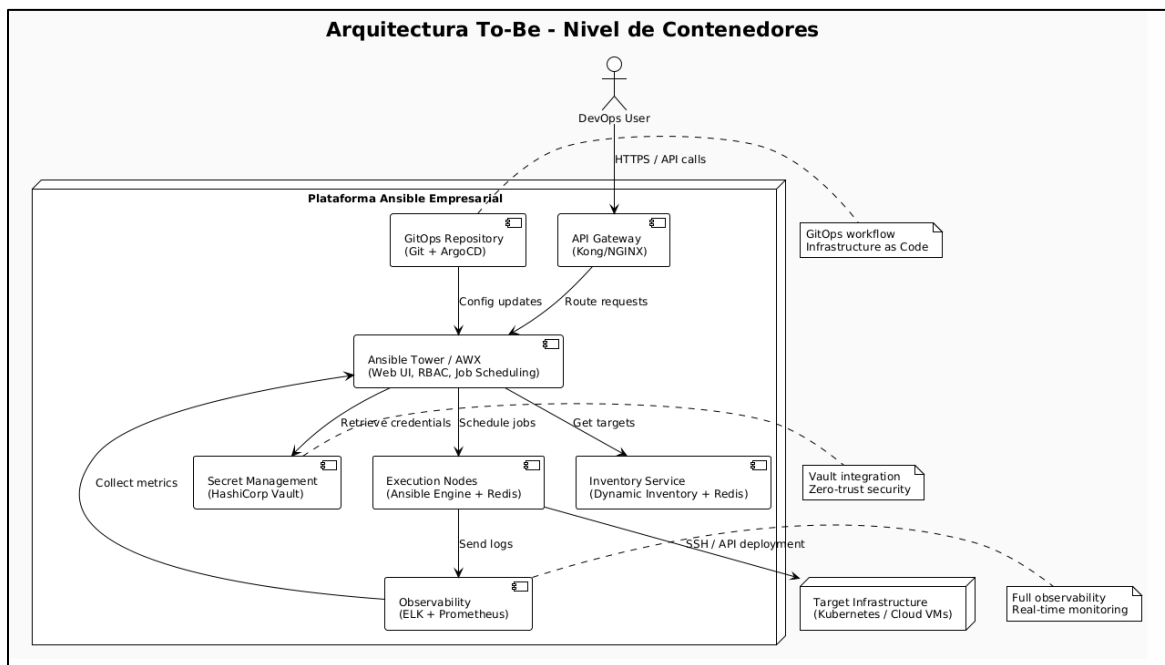 Arquitectura To-Be - Nivel de Contenedores
DevOps User
HTTPS / API calls
Plataforma Ansible Empresarial
GitOps Repository
(Git + ArgoCD)
API Gateway
(Kong/NGINX)
GitOps workflow
Infrastructure as Code
Config updates
Route requests
Ansible Tower / AWX
(Web UI, RBAC, Job Scheduling)
Retrieve credentials
Schedule jobs
Get targets
Collect metrics
Secret Management
(HashiCorp Vault)
Execution Nodes
(Ansible Engine + Redis)
Inventory Service
(Dynamic Inventory + Redis)
Vault integration
Zero-trust security
Send logs
SSH / API deployment
Observability
(ELK + Prometheus)
Target Infrastructure
(Kubernetes / Cloud VMs)
Full observability
Real-time monitoring